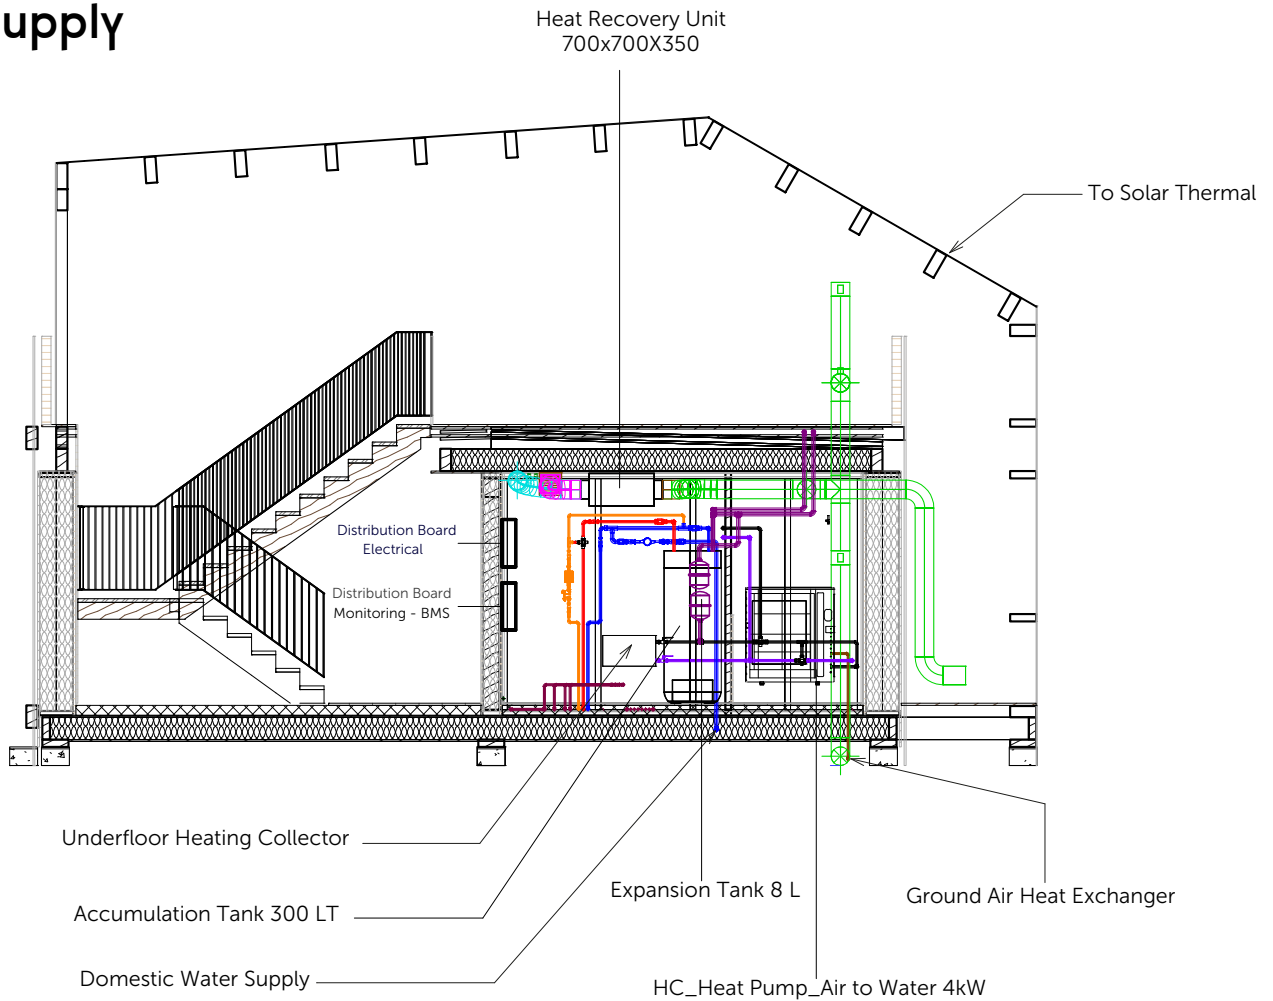 upply
Heat Recovery Unit
700x700X350
To Solar Thermal
Distribution Board
Electrical
Distribution Board
Monitoring - BMS
Underfloor Heating Collector
Expansion Tank 8 L
Ground Air Heat Exchanger
Accumulation Tank 300 LT
Domestic Water Supply
HC_Heat Pump_Air to Water 4kW